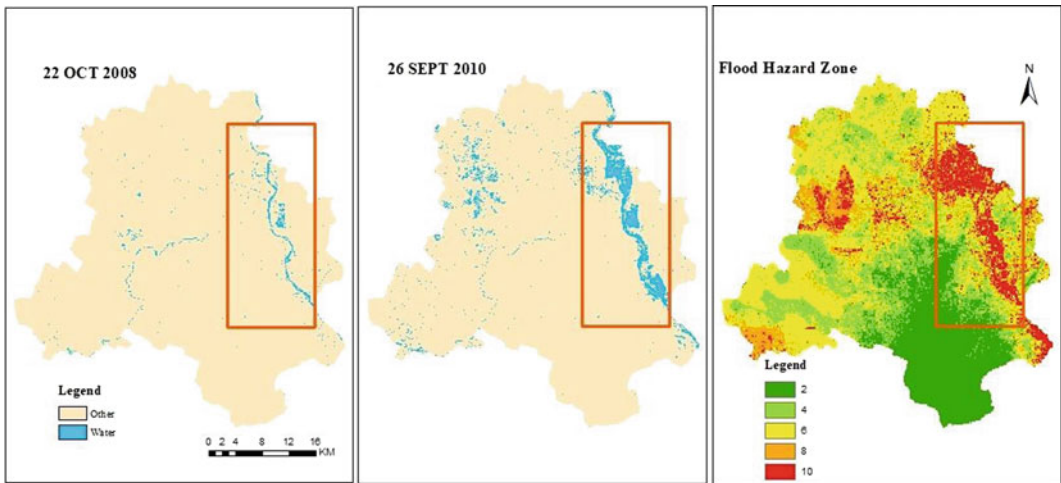 22 OCT 2008
Legend
Other
Water
0 2 4 8 12 16
KM
26 SEPT 2010
Flood Hazard Zone
N
Legend
2
4
6
8
10